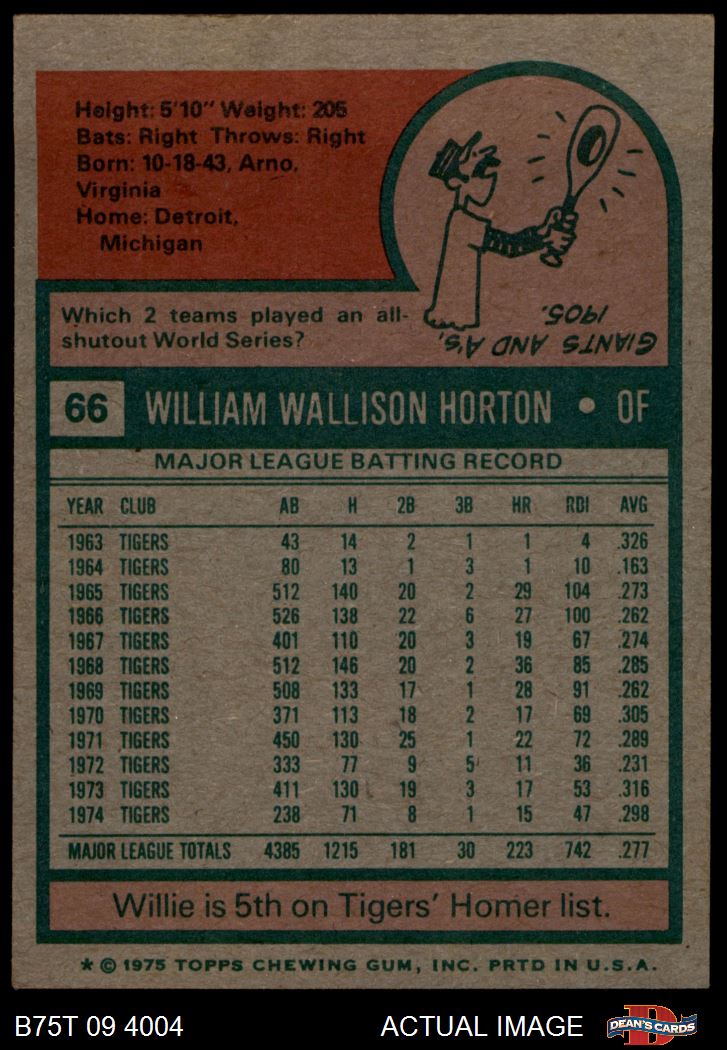 Height: 5'10" Weight: 205
Bats: Right Throws: Right
Born: 10-18-43, Arno,
Virginia
Home: Detroit,
Michigan
Which 2 teams played an all-
shutout World Series?
GIANTS AND A'S,
1905.
66 WILLIAM WALLISON HORTON • OF
MAJOR LEAGUE BATTING RECORD
YEAR CLUB AB H 2B 3B HR RBI AVG
1963 TIGERS 43 14 2 1 1 4 .326
1964 TIGERS 80 13 1 3 1 10 .163
1965 TIGERS 512 140 20 2 29 104 .273
1966 TIGERS 526 138 22 6 27 100 .262
1967 TIGERS 401 110 20 3 19 67 .274
1968 TIGERS 512 146 20 2 36 85 .285
1969 TIGERS 508 133 17 1 28 91 .262
1970 TIGERS 371 113 18 2 17 69 .305
1971 TIGERS 450 130 25 1 22 72 .289
1972 TIGERS 333 77 9 5 11 36 .231
1973 TIGERS 411 130 19 3 17 53 .316
1974 TIGERS 238 71 8 1 15 47 .298
MAJOR LEAGUE TOTALS 4385 1215 181 30 223 742 .277
Willie is 5th on Tigers' Homer list.
* © 1975 TOPPS CHEWING GUM, INC. PRTD IN U.S.A.
B75T 09 4004 ACTUAL IMAGE D DEAN'S CARDS